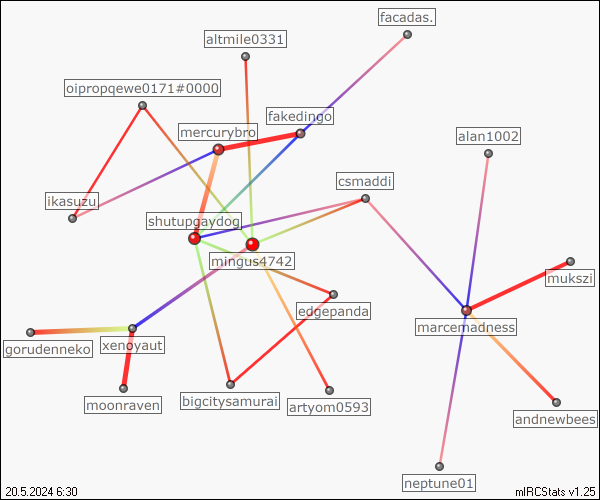 facadas.
altmile0331
oipropqewe0171#0000
fakedingo
mercurybro
alan1002
csmaddi
ikasuzu
shutupgaydog
mingus4742
mukszi
edgepanda
marcemadness
gorudenneko
xenoyaut
moonraven
bigcitysamurai
artyom0593
andnewbees
neptune01
20.5.2024 6:30
mIRCStats v1.25